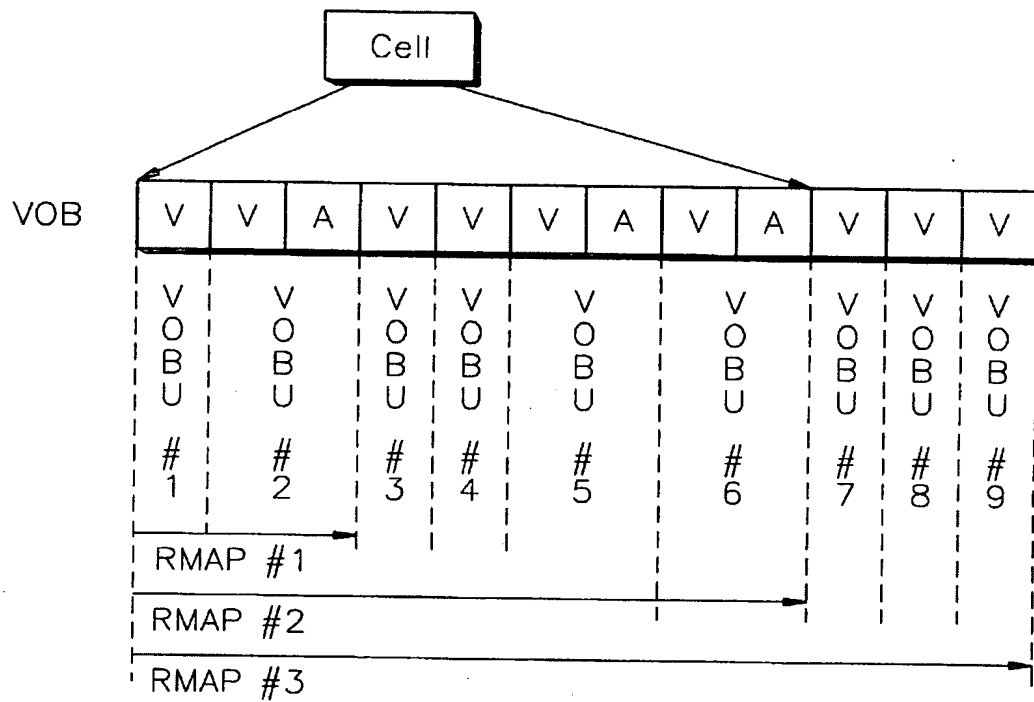 Cell
VOB V V A V V V A V A V V V
VOBU #1 VOBU #2 VOBU #3 VOBU #4 VOBU #5 VOBU #6 VOBU #7 VOBU #8 VOBU #9
RMAP #1
RMAP #2
RMAP #3